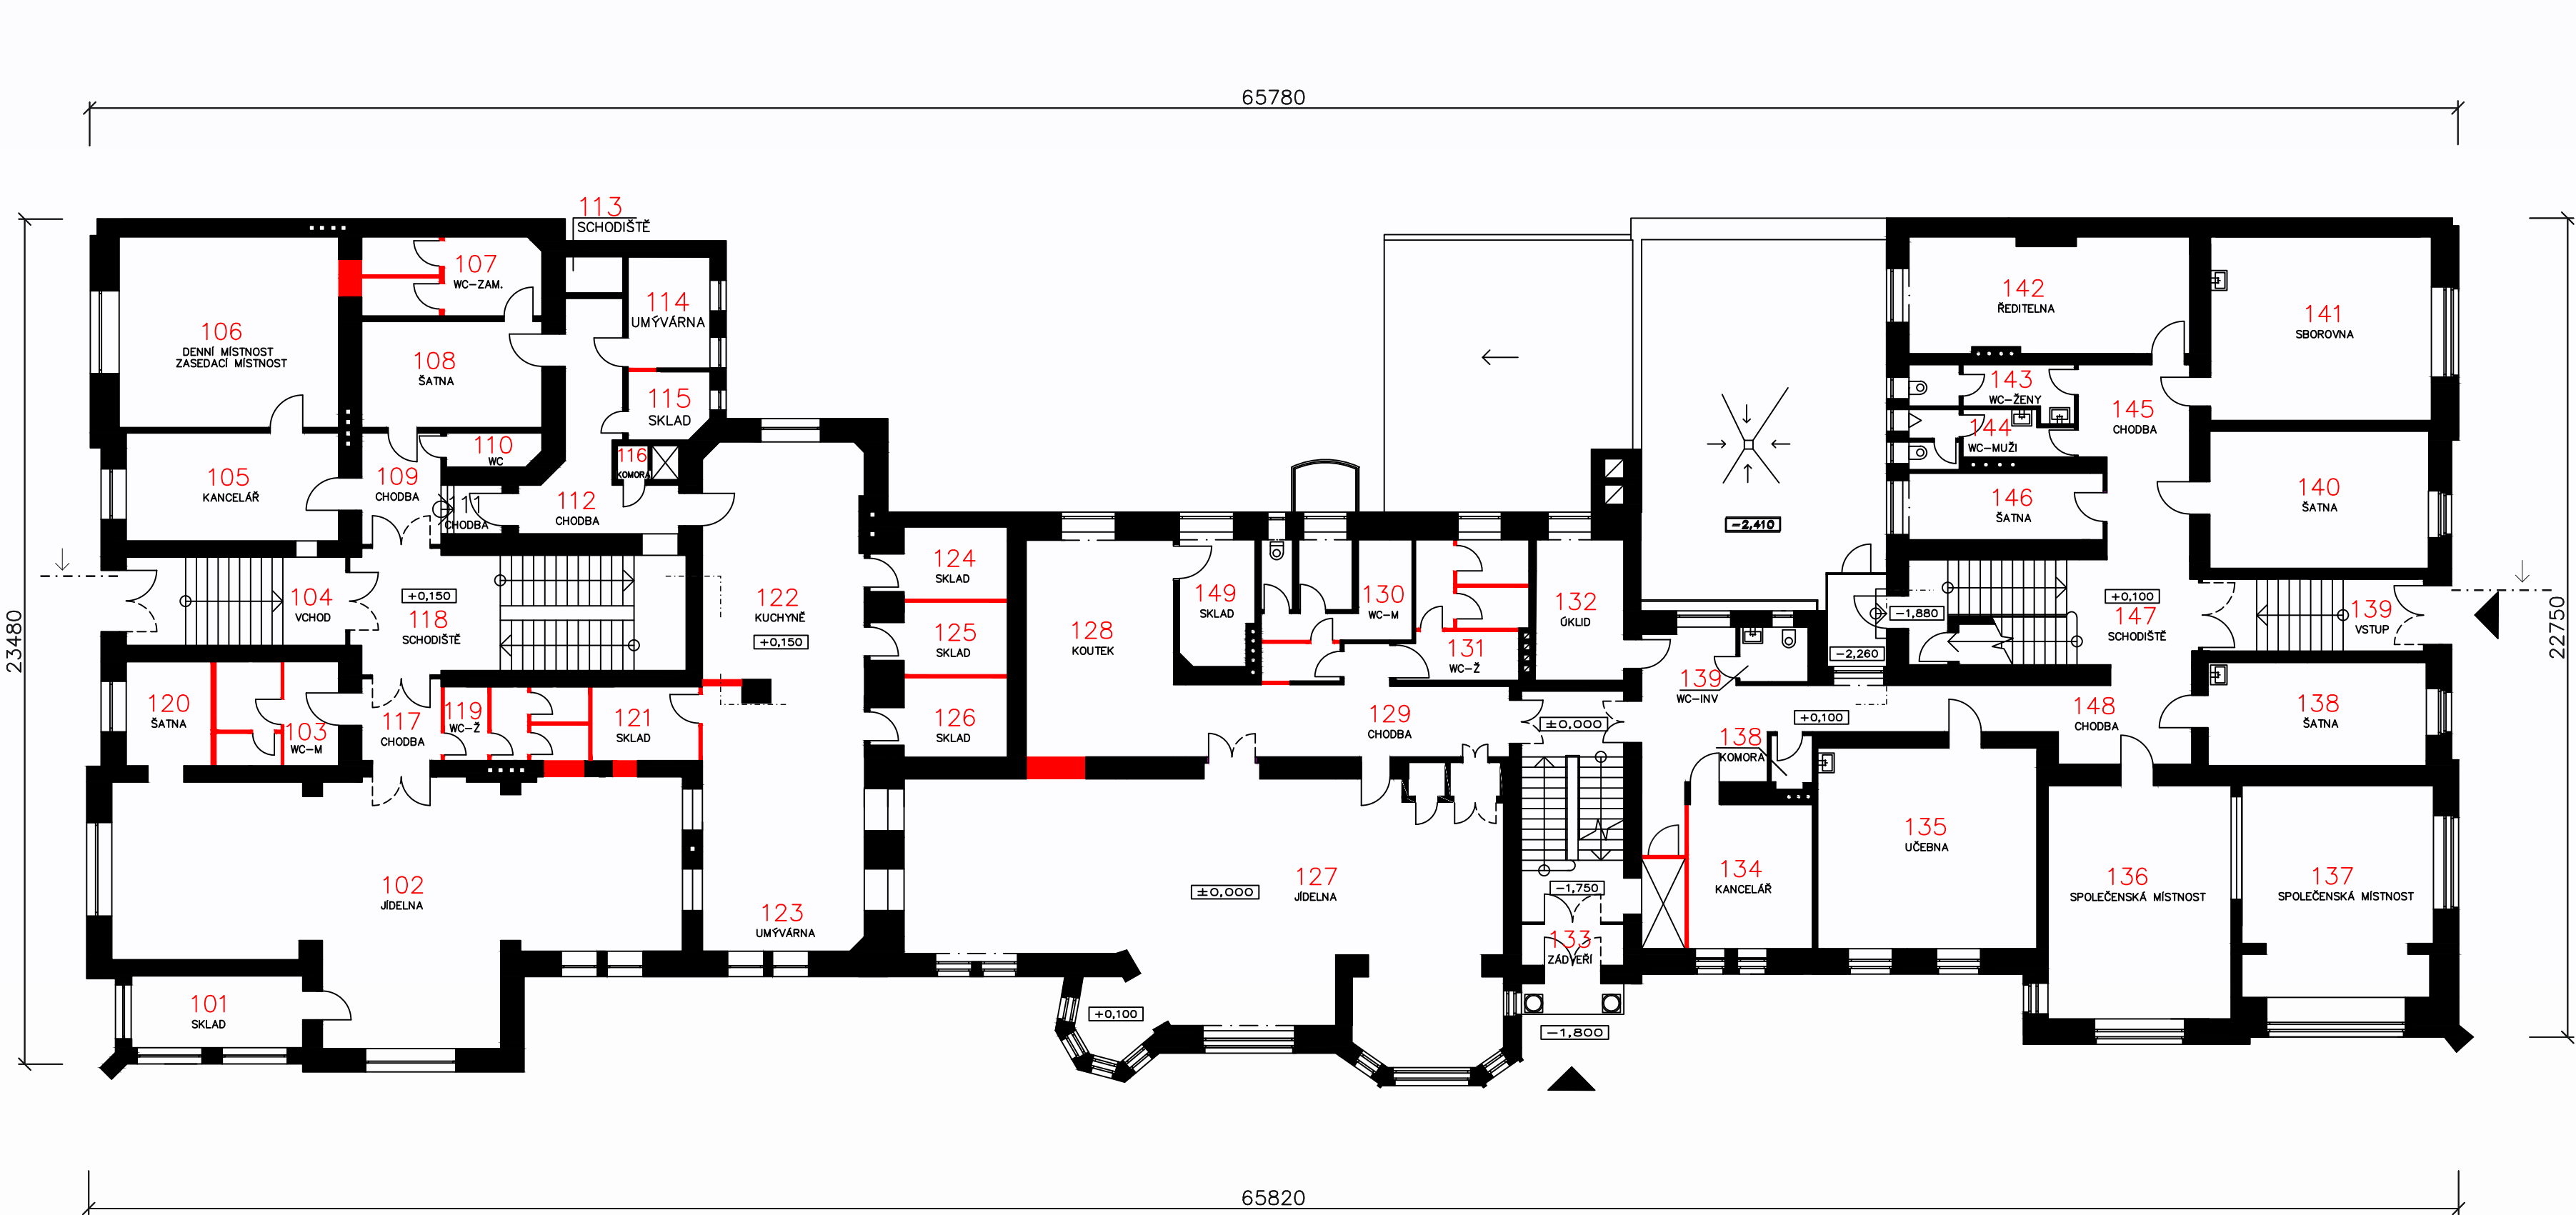 65780
23480
22750
113
SCHODIŠTĚ
107
WC-ZAM.
114
UMÝVÁRNA
106
DENNÍ MÍSTNOST
ZASEDACÍ MÍSTNOST
108
ŠATNA
115
SKLAD
110
WC
116
KOMORA
105
KANCELÁŘ
109
CHODBA
111
CHODBA
112
CHODBA
104
VCHOD
+0,150
118
SCHODIŠTĚ
122
KUCHYNĚ
+0,150
124
SKLAD
125
SKLAD
126
SKLAD
120
ŠATNA
103
WC-M
117
CHODBA
119
WC-Ž
121
SKLAD
102
JÍDELNA
123
UMÝVÁRNA
101
SKLAD
128
KOUTEK
149
SKLAD
130
WC-M
131
WC-Ž
132
ÚKLID
129
CHODBA
±0,000
±0,000
127
JÍDELNA
+0,100
-1,750
133
ZÁDVEŘÍ
-1,800
-2,410
142
ŘEDITELNA
141
SBOROVNA
143
WC-ŽENY
144
WC-MUŽI
145
CHODBA
146
ŠATNA
140
ŠATNA
-1,880
-2,260
+0,100
147
SCHODIŠTĚ
139
VSTUP
139
WC-INV
+0,100
138
KOMORA
148
CHODBA
138
ŠATNA
134
KANCELÁŘ
135
UČEBNA
136
SPOLEČENSKÁ MÍSTNOST
137
SPOLEČENSKÁ MÍSTNOST
65820